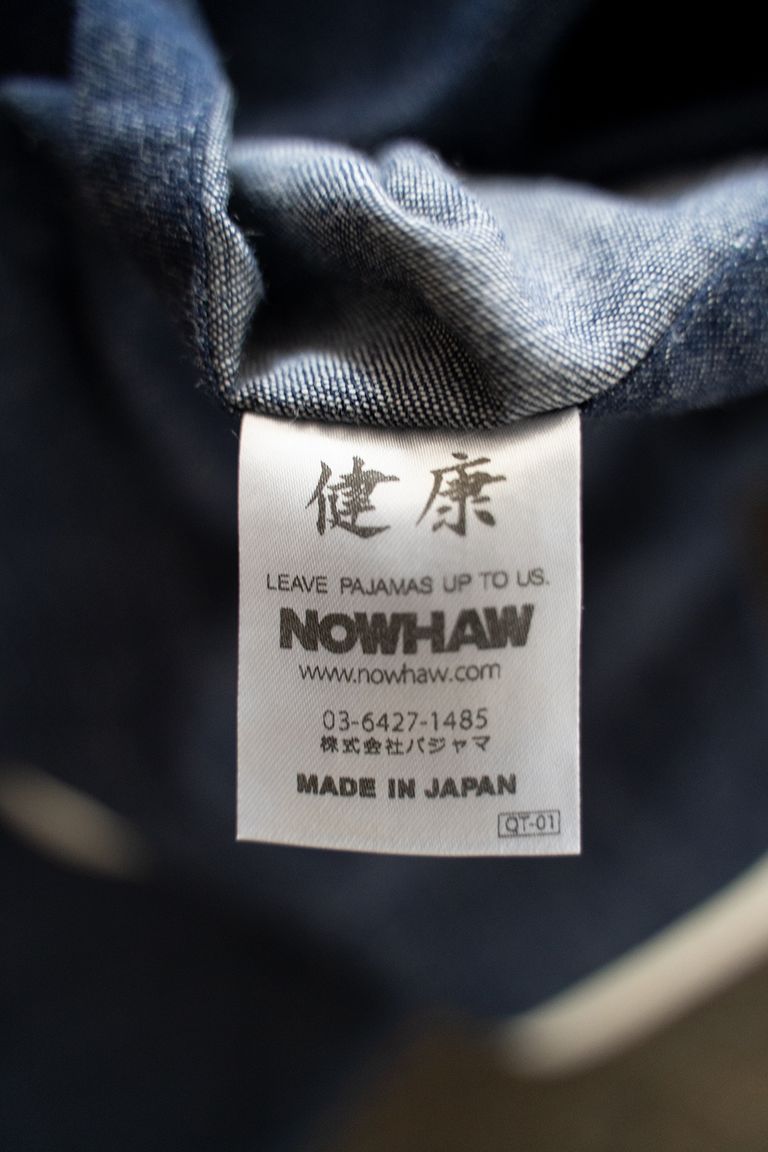 健康
LEAVE PAJAMAS UP TO US.
NOWHAW
www.nowhaw.com
03-6427-1485
株式会社パジャマ
MADE IN JAPAN
QT-01